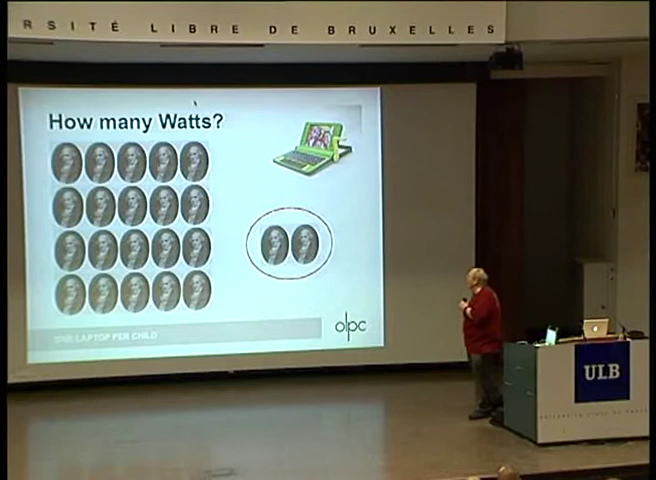 RSITÉ LIBRE DE BRUXELLES
How many Watts?
olpc
ONE LAPTOP PER CHILD
ULB